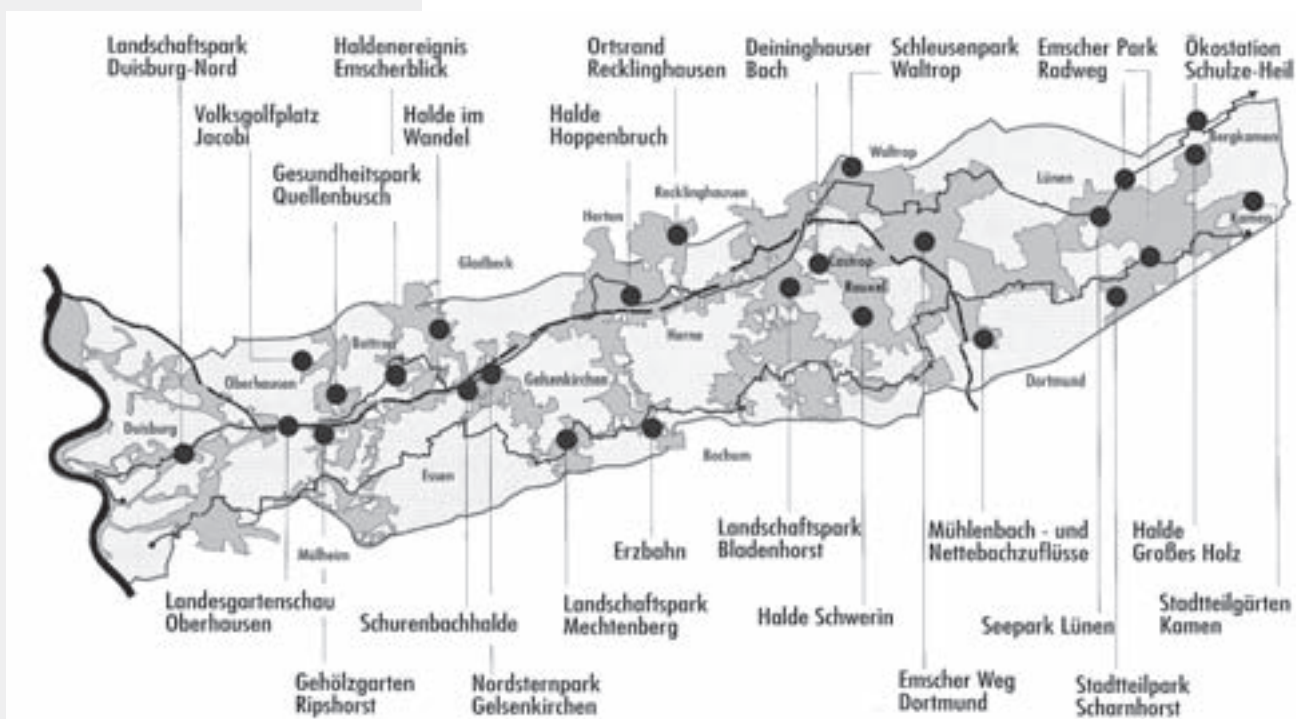 Landschaftspark
Duisburg-Nord
Haldenereignis
Emscherblick
Ortsrand
Recklinghausen
Deininghauser
Bach
Schleusenpark
Waltrop
Emscher Park
Radweg
Ökostation
Schulze-Heil
Volksgolfplatz
Jacobi
Halde im
Wandel
Halde
Hoppenbruch
Gesundheitspark
Quellenbusch
Waltrop
Bergkamen
Lünen
Recklinghausen
Herten
Kamen
Gladbeck
Castrop-
Rauxel
Bottrop
Herne
Oberhausen
Gelsenkirchen
Dortmund
Duisburg
Essen
Bochum
Mülheim
Erzbahn
Landschaftspark
Bladenhorst
Mühlenbach - und
Nettebachzuflüsse
Halde
Großes Holz
Landesgartenschau
Oberhausen
Schurenbachhalde
Landschaftspark
Mechtenberg
Halde Schwerin
Seepark Lünen
Stadtteilgärten
Kamen
Gehölzgarten
Ripshorst
Nordsternpark
Gelsenkirchen
Emscher Weg
Dortmund
Stadtteilpark
Scharnhorst